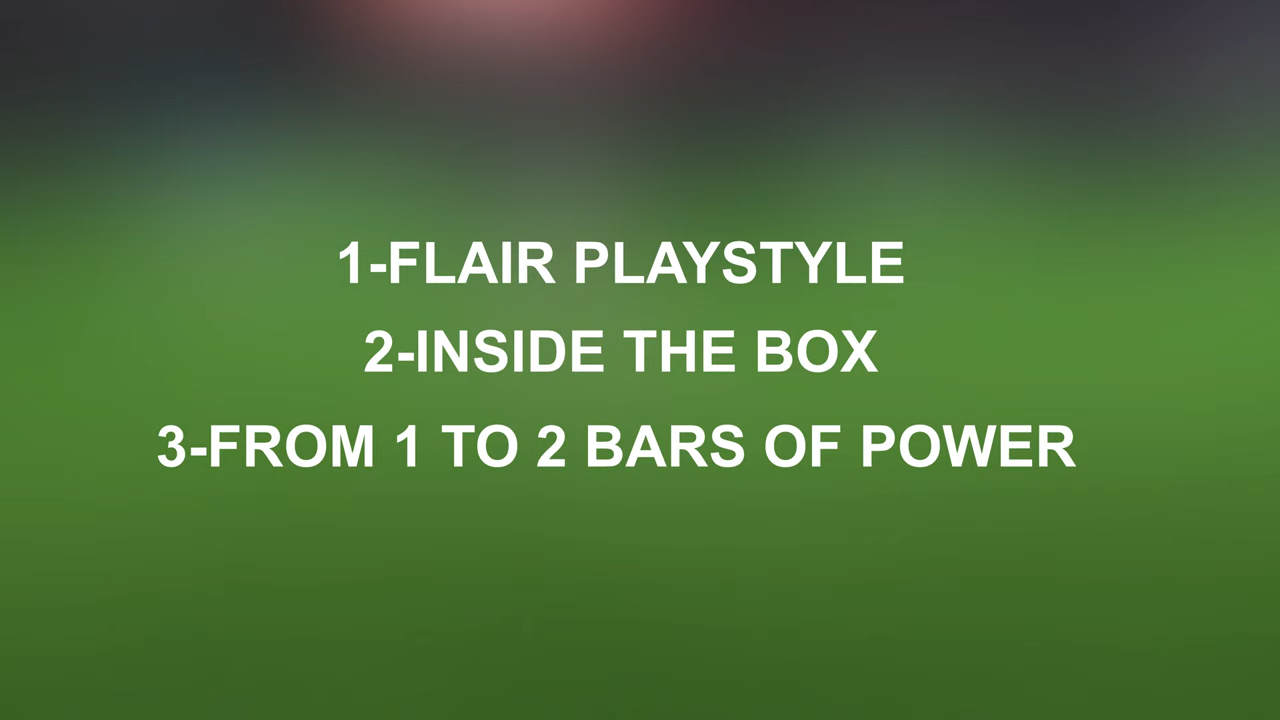 1-FLAIR PLAYSTYLE
2-INSIDE THE BOX
3-FROM 1 TO 2 BARS OF POWER